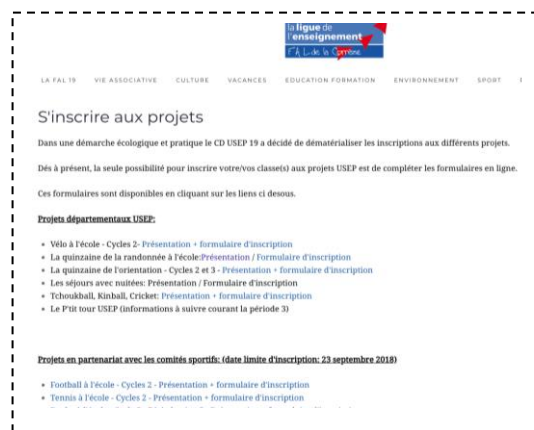 la ligue de
l'enseignement
F A L de la Corrèze
LA FAL 19 VIE ASSOCIATIVE CULTURE VACANCES EDUCATION FORMATION ENVIRONNEMENT SPORT
S'inscrire aux projets
Dans une démarche écologique et pratique le CD USEP 19 a décidé de dématérialiser les inscriptions aux différents projets.
Dés à présent, la seule possibilité pour inscrire votre/vos classe(s) aux projets USEP est de compléter les formulaires en ligne.
Ces formulaires sont disponibles en cliquant sur les liens ci desous.
Projets départementaux USEP:
Vélo à l'école - Cycles 2- Présentation + formulaire d'inscription
La quinzaine de la randonnée à l'école:Présentation / Formulaire d'inscription
La quinzaine de l'orientation - Cycles 2 et 3 - Présentation + formulaire d'inscription
Les séjours avec nuitées: Présentation / Formulaire d'inscription
Tchoukball, Kinball, Cricket: Présentation + formulaire d'inscription
Le P'tit tour USEP (informations à suivre courant la période 3)
Projets en partenariat avec les comités sportifs: (date limite d'inscription: 23 septembre 2018)
Football à l'école - Cycles 2 - Présentation + formulaire d'inscription
Tennis à l'école - Cycles 2 - Présentation + formulaire d'inscription